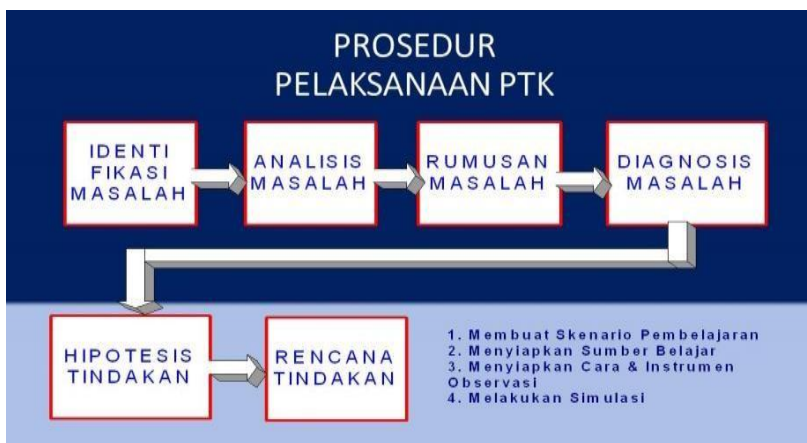 PROSEDUR
PELAKSANAAN PTK
IDENTI
FIKASI
MASALAH
ANALISIS
MASALAH
RUMUSAN
MASALAH
DIAGNOSIS
MASALAH
HIPOTESIS
TINDAKAN
RENCANA
TINDAKAN
1. Membuat Skenario Pembelajaran
2. Menyiapkan Sumber Belajar
3. Menyiapkan Cara & Instrumen
Observasi
4. Melakukan Simulasi